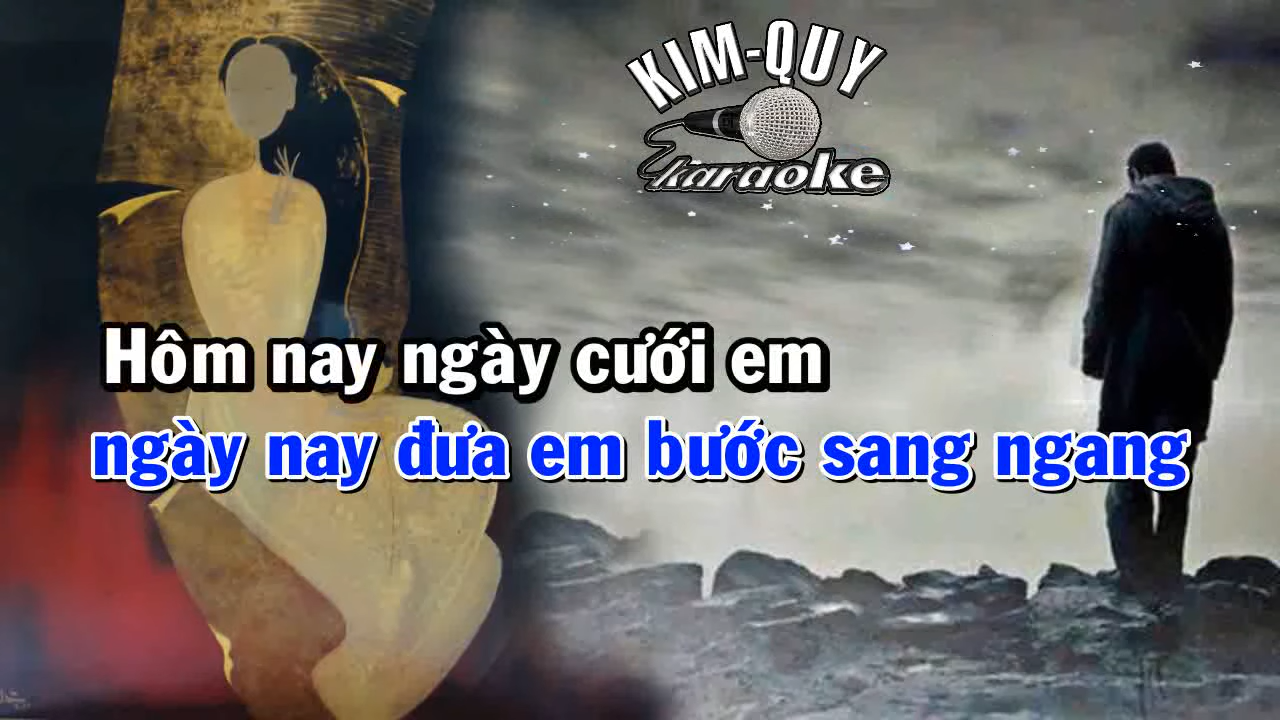 KIM-QUY
karaoke
Hôm nay ngày cưới em
ngày nay đưa em bước sang ngang